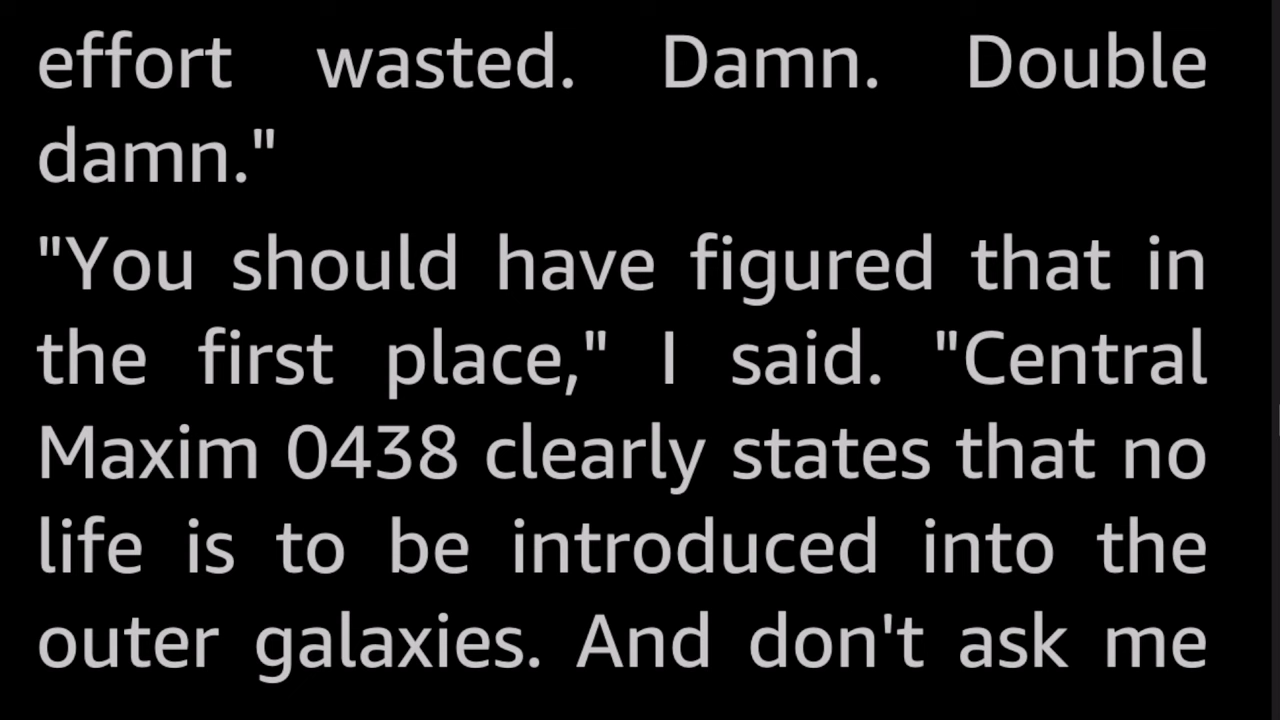 effort wasted. Damn. Double
damn."
"You should have figured that in
the first place," I said. "Central
Maxim 0438 clearly states that no
life is to be introduced into the
outer galaxies. And don't ask me